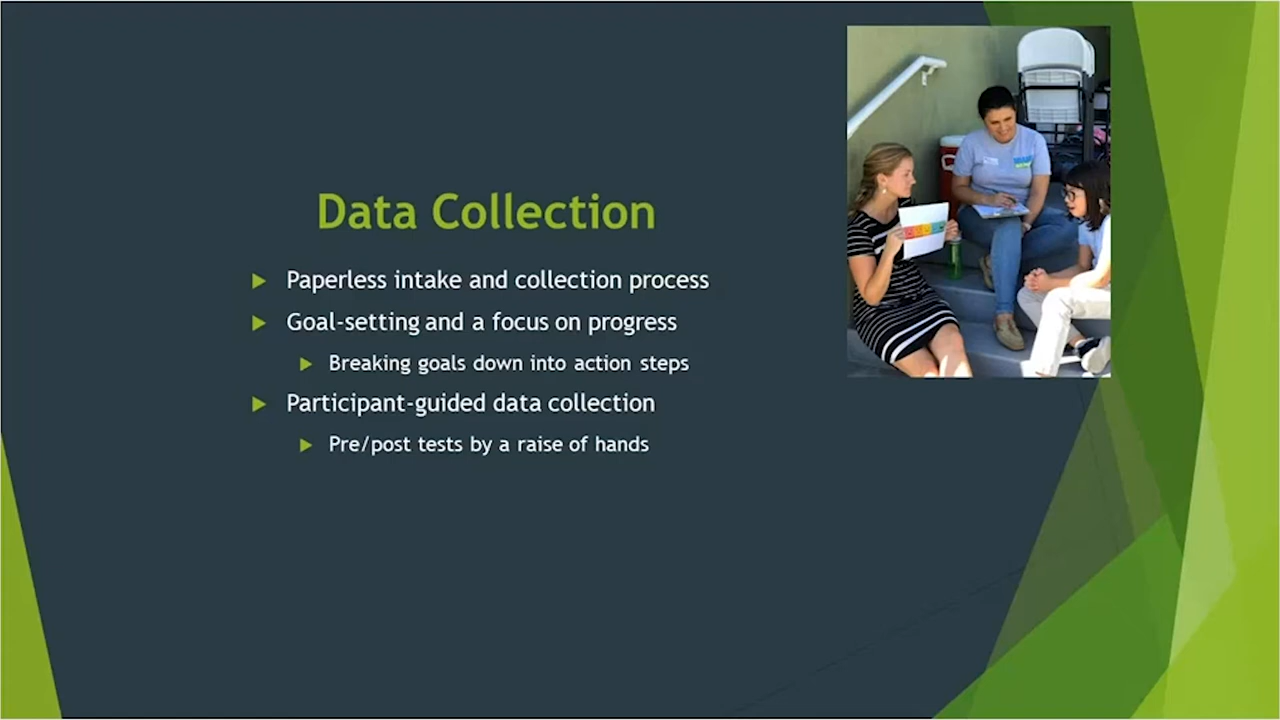 Data Collection
Paperless intake and collection process
Goal-setting and a focus on progress
Breaking goals down into action steps
Participant-guided data collection
Pre/post tests by a raise of hands